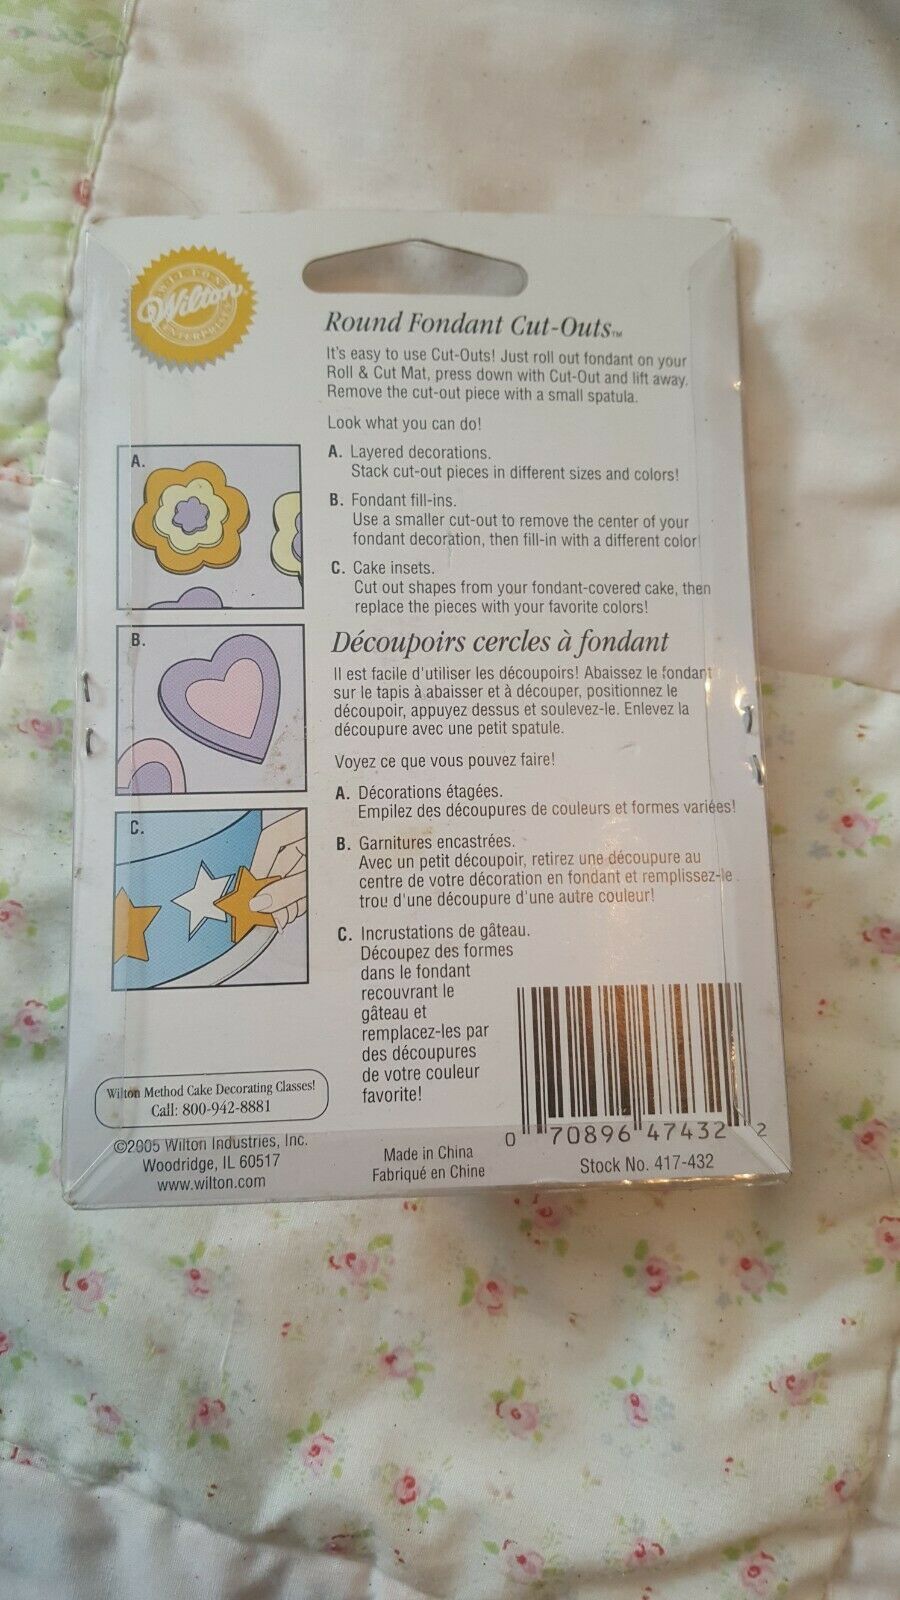 WILTON
Wilton
ENTERPRISES
Round Fondant Cut-Outs™
It's easy to use Cut-Outs! Just roll out fondant on your
Roll & Cut Mat, press down with Cut-Out and lift away.
Remove the cut-out piece with a small spatula.
Look what you can do!
A. Layered decorations.
Stack cut-out pieces in different sizes and colors!
B. Fondant fill-ins.
Use a smaller cut-out to remove the center of your
fondant decoration, then fill-in with a different color
C. Cake insets.
Cut out shapes from your fondant-covered cake, then
replace the pieces with your favorite colors!
A.
B.
C.
Découpoirs cercles à fondant
Il est facile d'utiliser les découpoirs! Abaissez le fondant
sur le tapis à abaisser et à découper, positionnez le
découpoir, appuyez dessus et soulevez-le. Enlevez la
découpure avec une petit spatule.
Voyez ce que vous pouvez faire!
A. Décorations étagées.
Empilez des découpures de couleurs et formes variées!
B. Garnitures encastrées.
Avec un petit découpoir, retirez une découpure au
centre de votre décoration en fondant et remplissez-le
trou d'une découpure d'une autre couleur!
C. Incrustations de gâteau.
Découpez des formes
dans le fondant
recouvrant le
gâteau et
remplacez-les par
des découpures
de votre couleur
favorite!
Wilton Method Cake Decorating Classes!
Call: 800-942-8881
©2005 Wilton Industries, Inc.
Woodridge, IL 60517
www.wilton.com
Made in China
Fabriqué en Chine
0 70896 47432 2
Stock No. 417-432